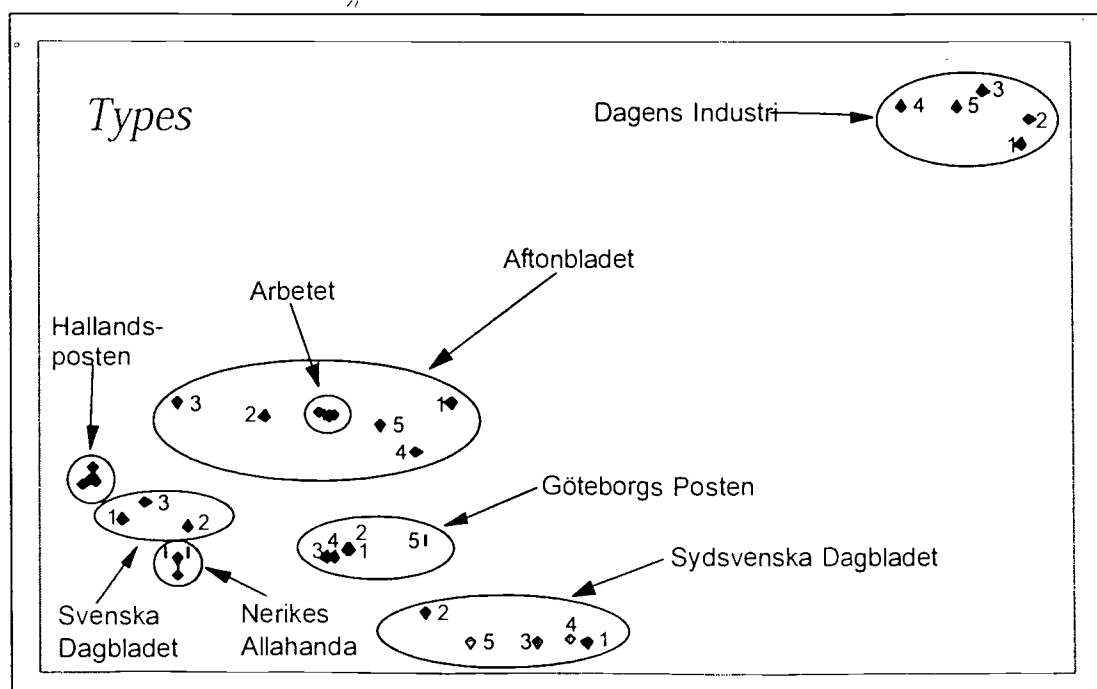 Types
Dagens Industri
4 5 3
2
1
Aftonbladet
Arbetet
Hallands-
posten
3 2 1
5
4
Göteborgs Posten
3
1 2
2 5
3 4 1
Sydsvenska Dagbladet
Svenska
Dagbladet
Nerikes
Allahanda
2
4
5 3 1